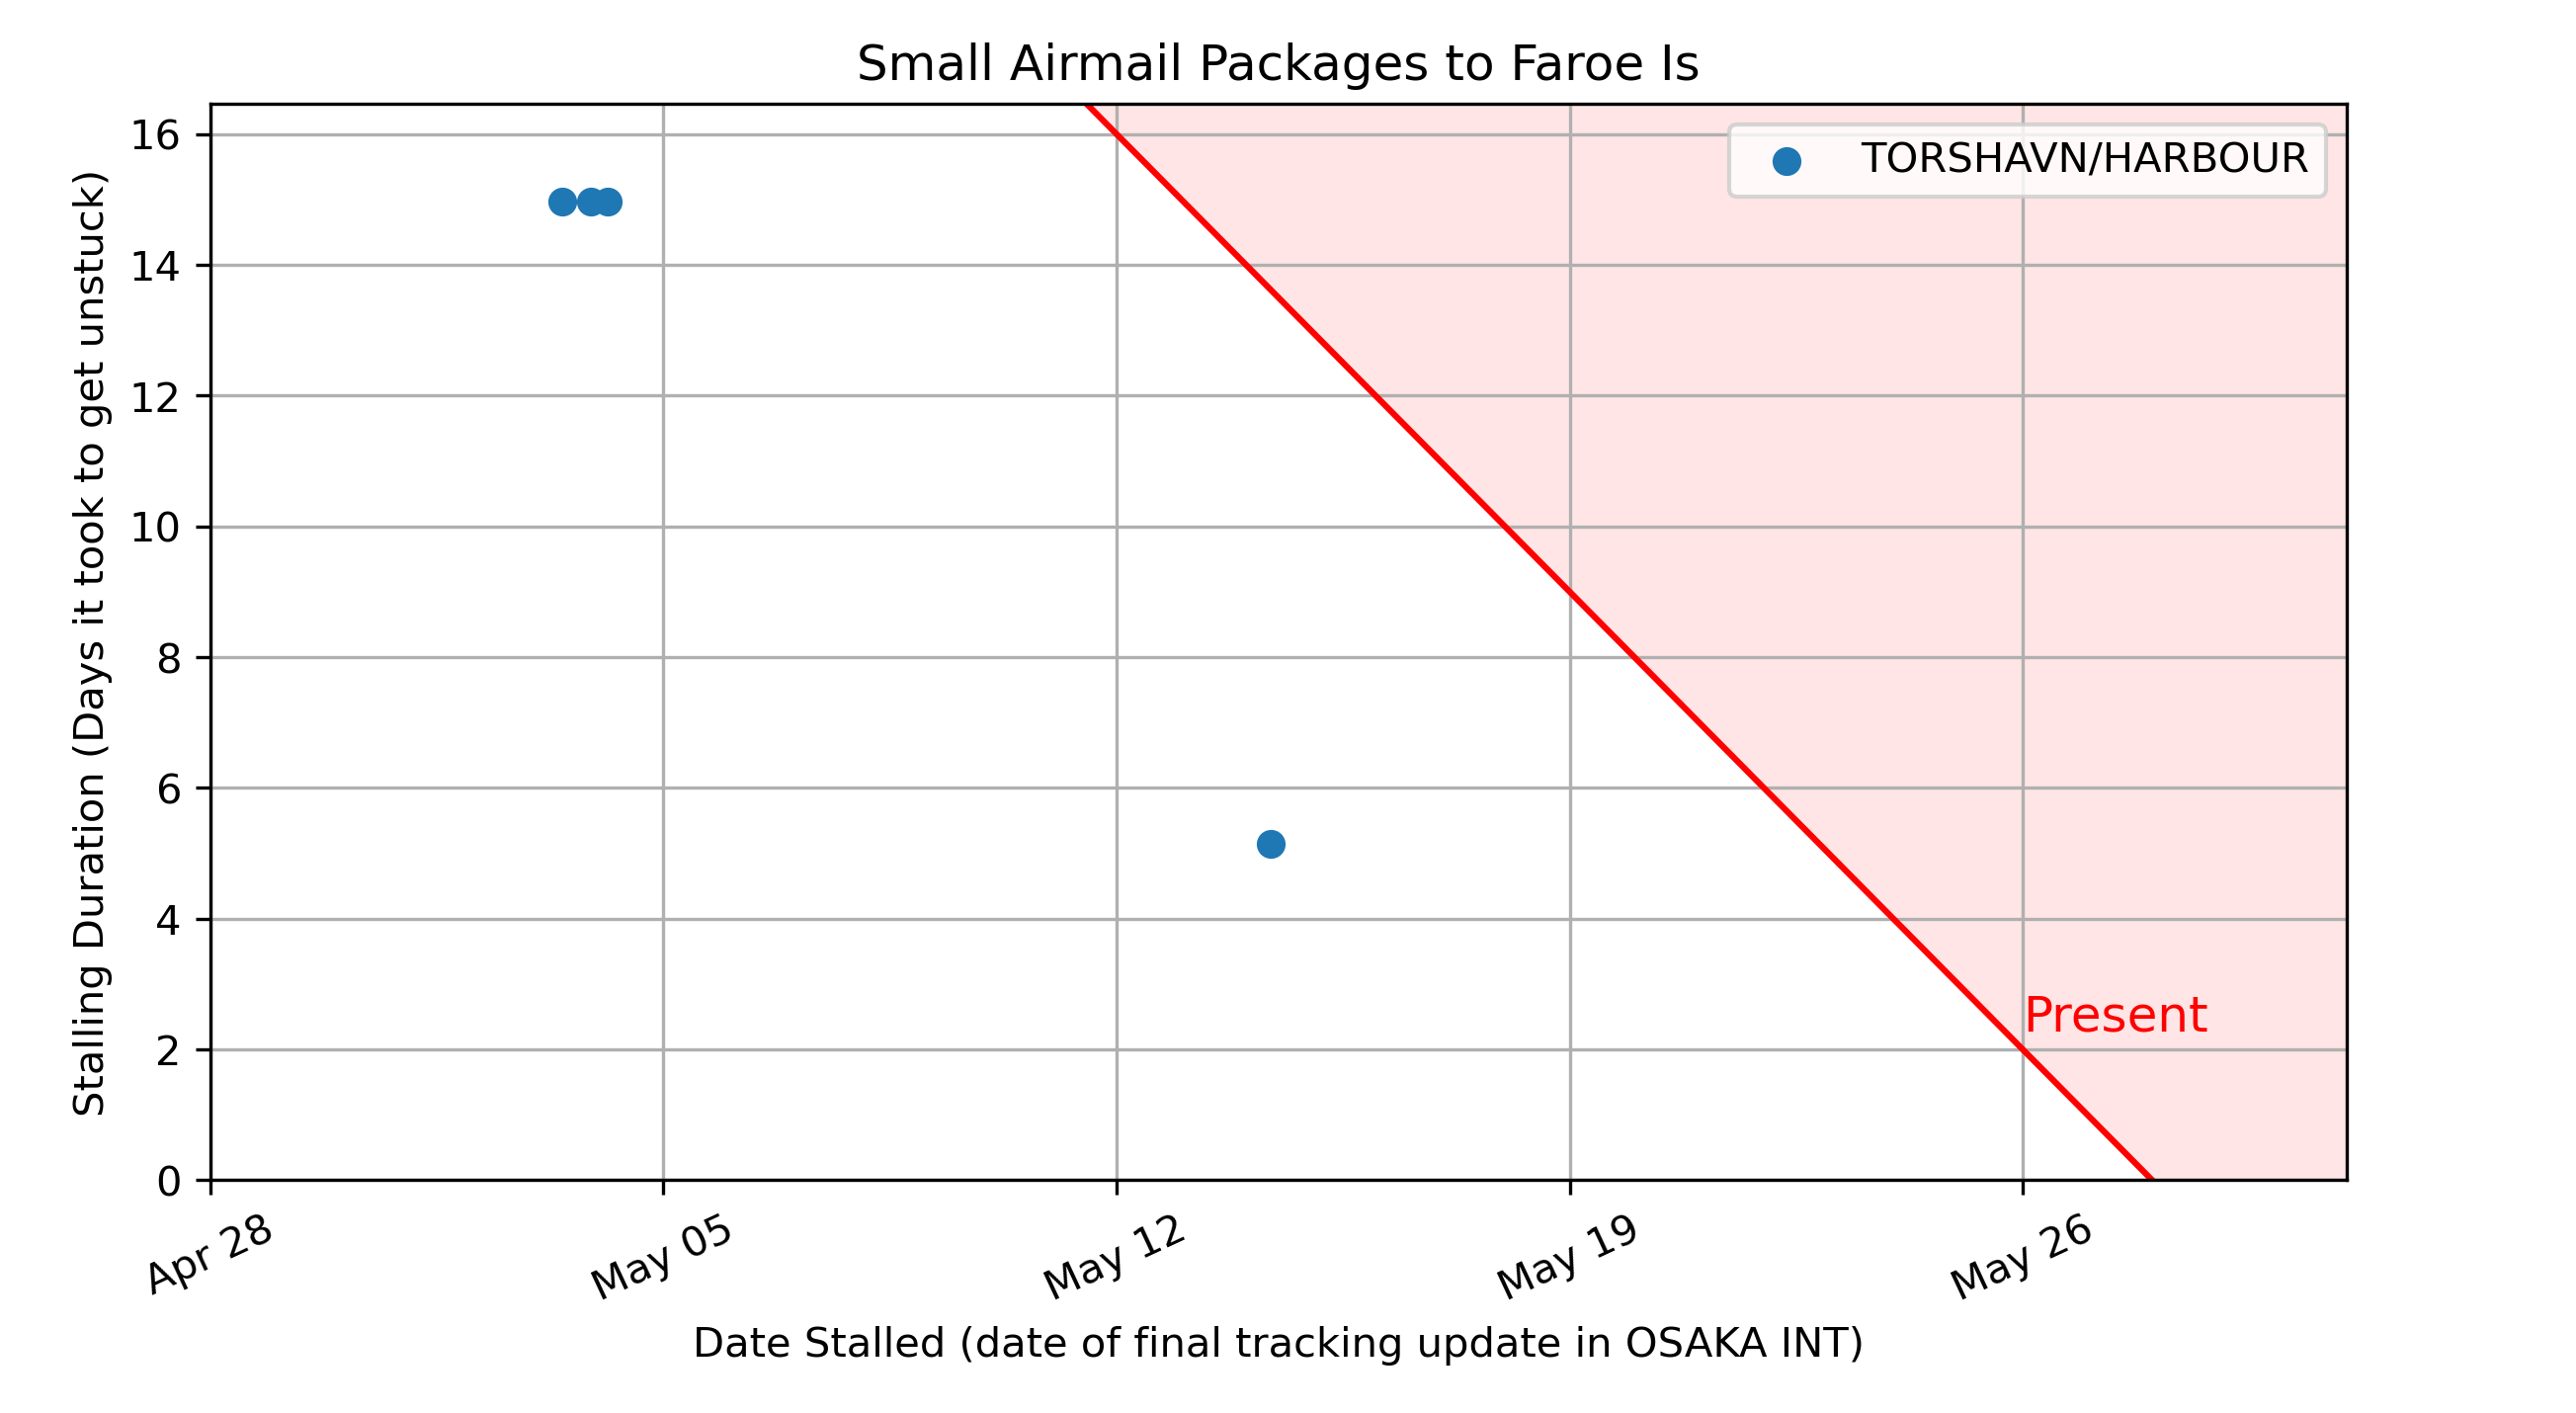 Small Airmail Packages to Faroe Is
TORSHAVN/HARBOUR
Stalling Duration (Days it took to get unstuck)
16
14
12
10
8
6
4
2
0
Present
Apr 28
May 05
May 12
May 19
May 26
Date Stalled (date of final tracking update in OSAKA INT)